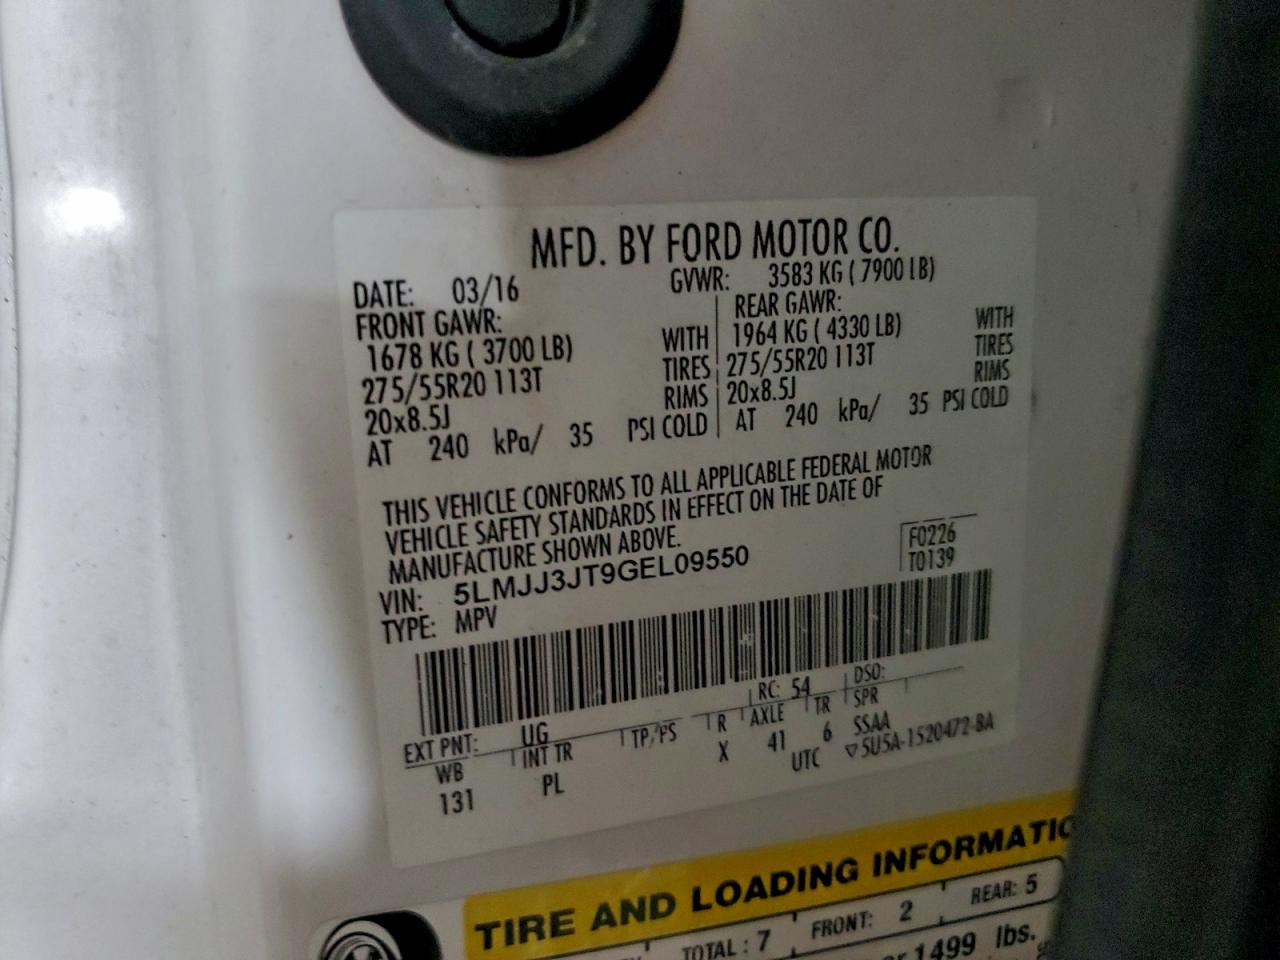 MFD. BY FORD MOTOR CO.
DATE: 03/16 GVWR: 3583 KG ( 7900 LB)
FRONT GAWR: REAR GAWR:
1678 KG ( 3700 LB) WITH 1964 KG ( 4330 LB) WITH
275/55R20 113T TIRES 275/55R20 113T TIRES
20x8.5J RIMS 20x8.5J RIMS
AT 240 kPa/ 35 PSI COLD AT 240 kPa/ 35 PSI COLD
THIS VEHICLE CONFORMS TO ALL APPLICABLE FEDERAL MOTOR
VEHICLE SAFETY STANDARDS IN EFFECT ON THE DATE OF
MANUFACTURE SHOWN ABOVE.
F0226
VIN: 5LMJJ3JT9GEL09550 T0139
TYPE: MPV
EXT PNT: UG RC: 54 DSO:
WB INT TR TP/PS R AXLE TR SPR
131 PL X 41 6 SSAA
UTC ▽5U5A-1520472-BA
TIRE AND LOADING INFORMATIO
TOTAL : 7 FRONT: 2 REAR: 5
or 1499 lbs.